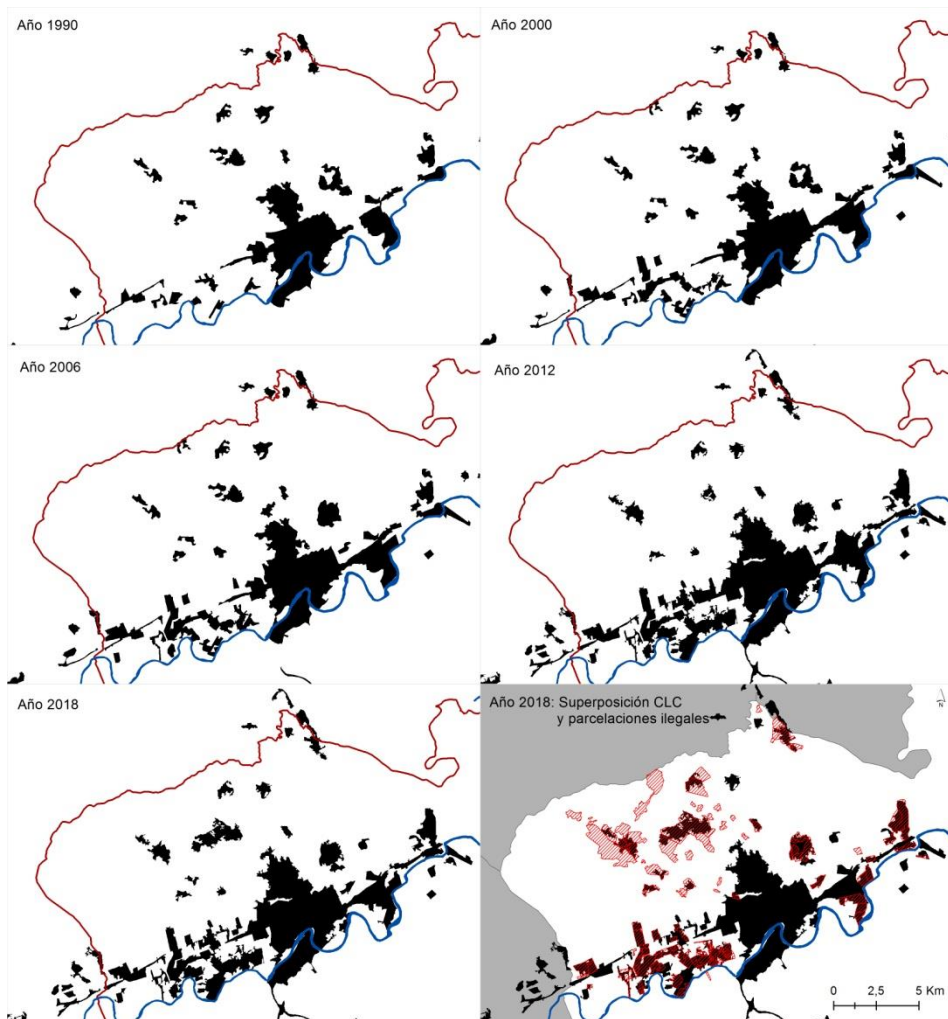 Año 1990
Año 2000
Año 2006
Año 2012
Año 2018
Año 2018: Superposición CLC
y parcelaciones ilegales
N
0 2,5 5 Km